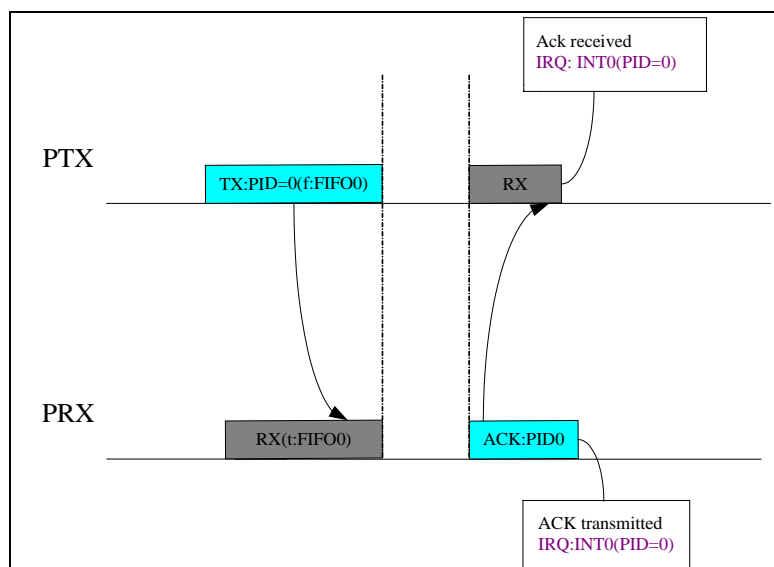 Ack received
IRQ: INT0(PID=0)
PTX
TX:PID=0(f:FIFO0)
RX
PRX
RX(t:FIFO0)
ACK:PID0
ACK transmitted
IRQ:INT0(PID=0)